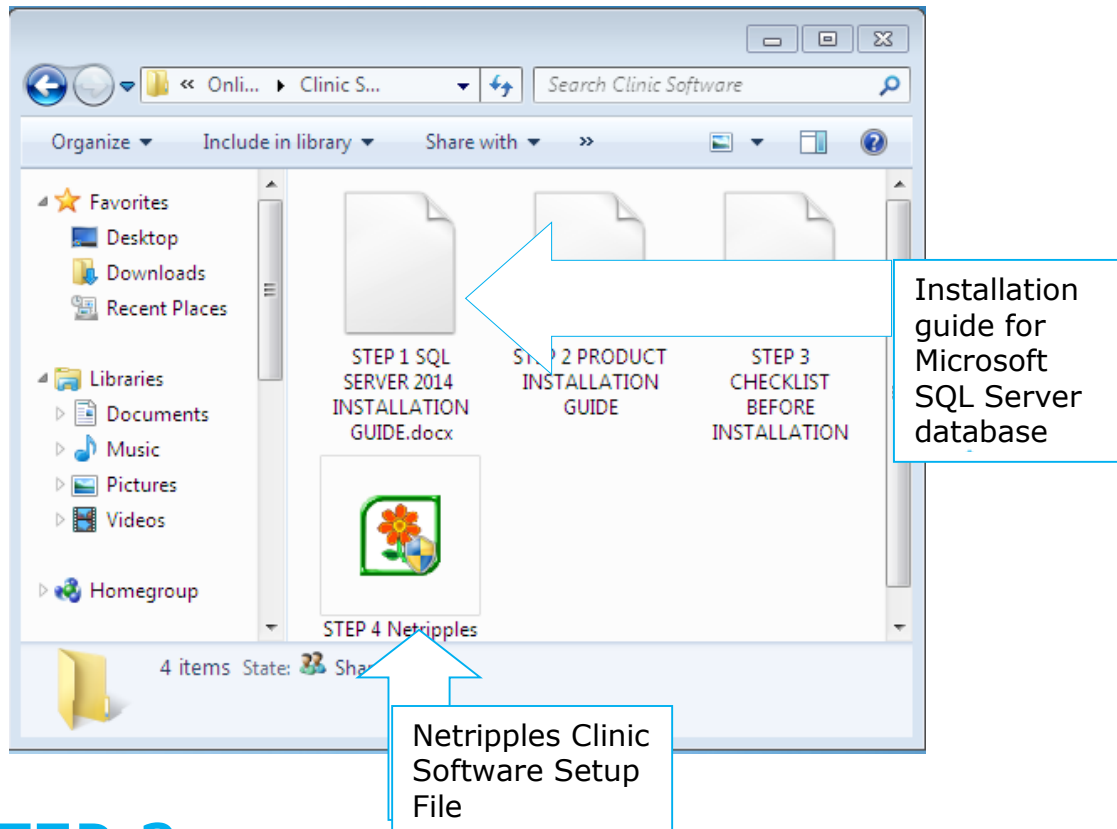 « Onli... Clinic S... Search Clinic Software
Organize Include in library Share with »
Favorites
Desktop
Downloads
Recent Places
Libraries
Documents
Music
Pictures
Videos
Homegroup
STEP 1 SQL
SERVER 2014
INSTALLATION
GUIDE.docx
2 PRODUCT
INSTALLATION
GUIDE
STEP 3
CHECKLIST
BEFORE
INSTALLATION
STEP 4 Netripples
4 items State:
Installation
guide for
Microsoft
SQL Server
database
Netripples Clinic
Software Setup
File